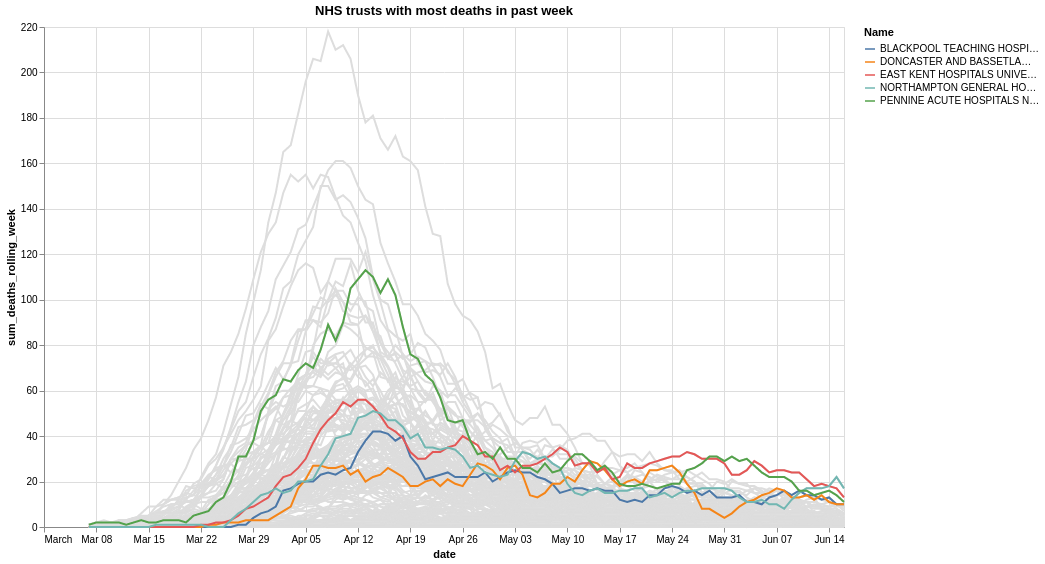 NHS trusts with most deaths in past week
220
200
180
160
140
120
100
80
60
40
20
0
sum_deaths_rolling_week
March
Mar 08
Mar 15
Mar 22
Mar 29
Apr 05
Apr 12
Apr 19
Apr 26
May 03
May 10
May 17
May 24
May 31
Jun 07
Jun 14
date
Name
BLACKPOOL TEACHING HOSPI…
DONCASTER AND BASSETLA…
EAST KENT HOSPITALS UNIVE…
NORTHAMPTON GENERAL HO…
PENNINE ACUTE HOSPITALS N…